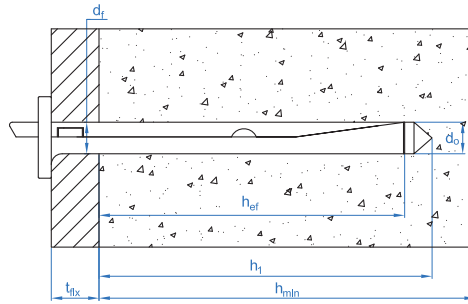 df
do
hef
h1
tfix
hmin